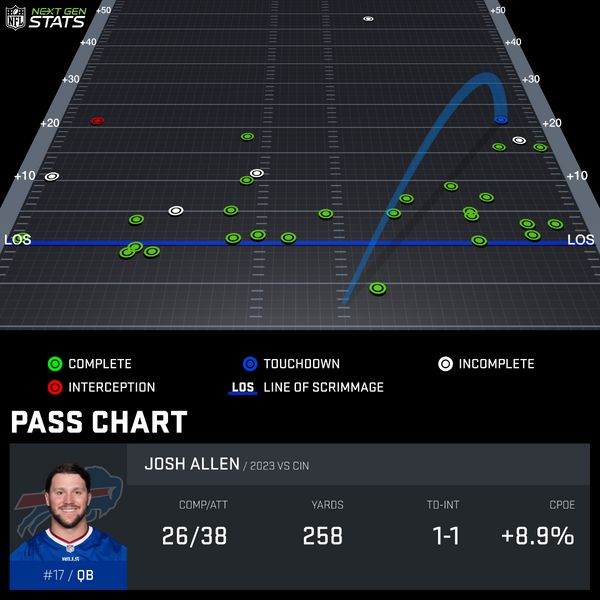 NFL NEXT GEN STATS
+50 +50
+40 +40
+30 +30
+20 +20
+10 +10
LOS LOS
COMPLETE TOUCHDOWN INCOMPLETE
INTERCEPTION LOS LINE OF SCRIMMAGE
PASS CHART
JOSH ALLEN / 2023 VS CIN
COMP/ATT YARDS TD-INT CPOE
26/38 258 1-1 +8.9%
BILLS
#17 / QB